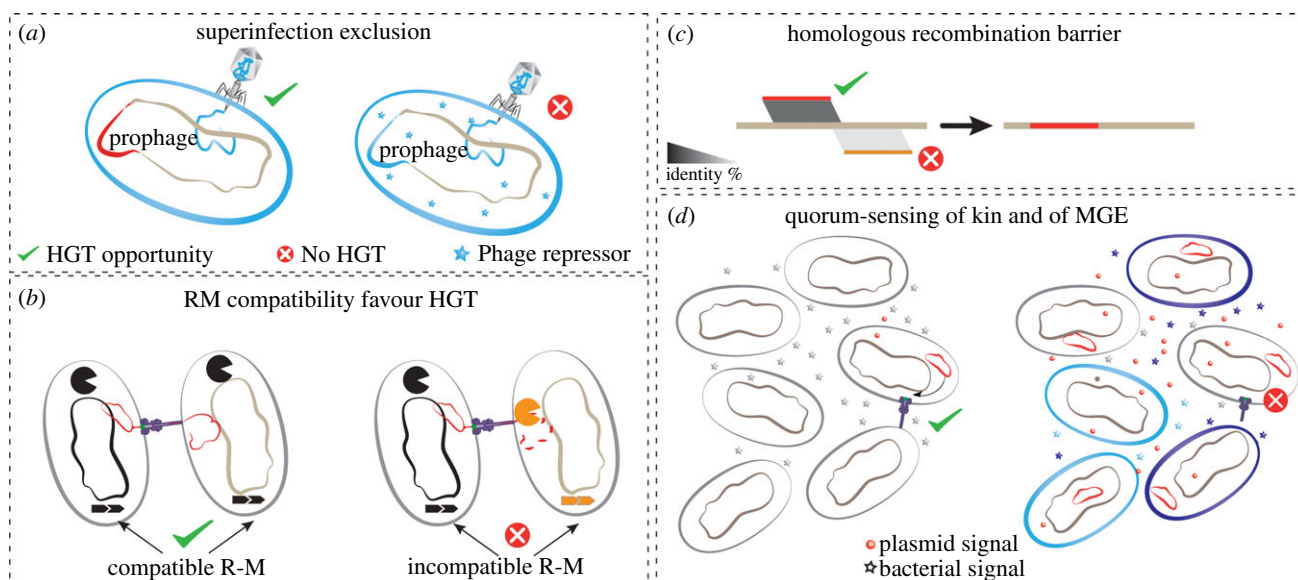 (a) superinfection exclusion
prophage
prophage
HGT opportunity No HGT Phage repressor
(b) RM compatibility favour HGT
compatible R-M
incompatible R-M
(c) homologous recombination barrier
identity %
(d) quorum-sensing of kin and of MGE
plasmid signal
bacterial signal